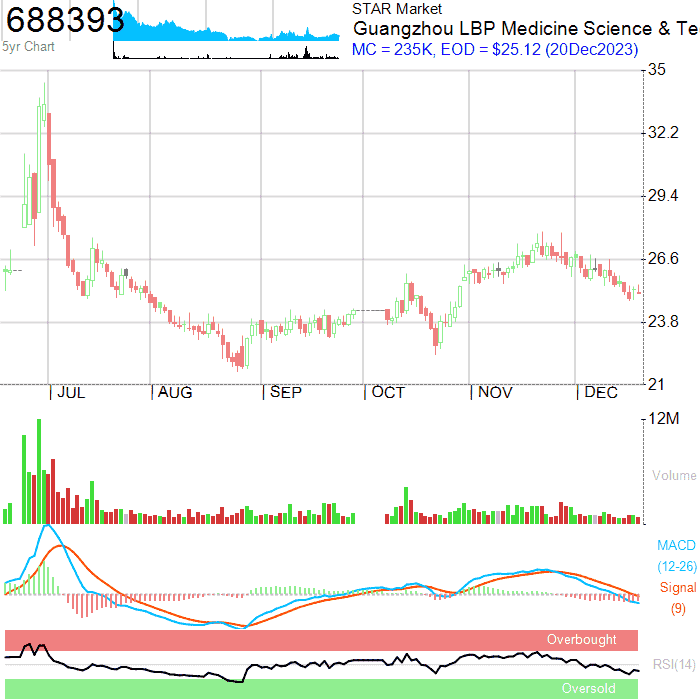 688393
5yr Chart
STAR Market
Guangzhou LBP Medicine Science & Te
MC = 235K, EOD = $25.12 (20Dec2023)
35
32.2
29.4
26.6
23.8
21
JUL AUG SEP OCT NOV DEC
12M
Volume
MACD
(12-26)
Signal
(9)
Overbought
RSI(14)
Oversold